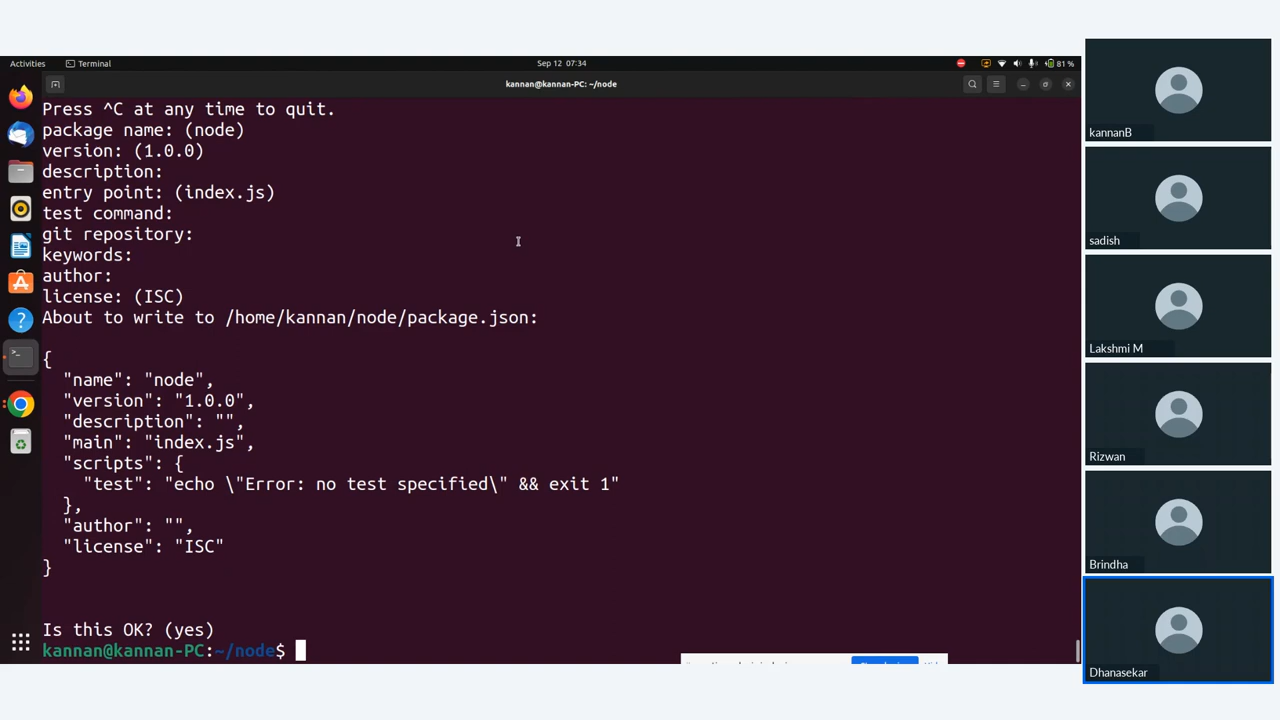 Activities
Terminal
Sep 12 07:34
81 %
kannan@kannan-PC: ~/node
Press ^C at any time to quit.
package name: (node)
version: (1.0.0)
description:
entry point: (index.js)
test command:
git repository:
keywords:
author:
license: (ISC)
About to write to /home/kannan/node/package.json:
{
"name": "node",
"version": "1.0.0",
"description": "",
"main": "index.js",
"scripts": {
"test": "echo \"Error: no test specified\" && exit 1"
},
"author": "",
"license": "ISC"
}
Is this OK? (yes)
kannan@kannan-PC:~/node$
kannanB
sadish
Lakshmi M
Rizwan
Brindha
Dhanasekar